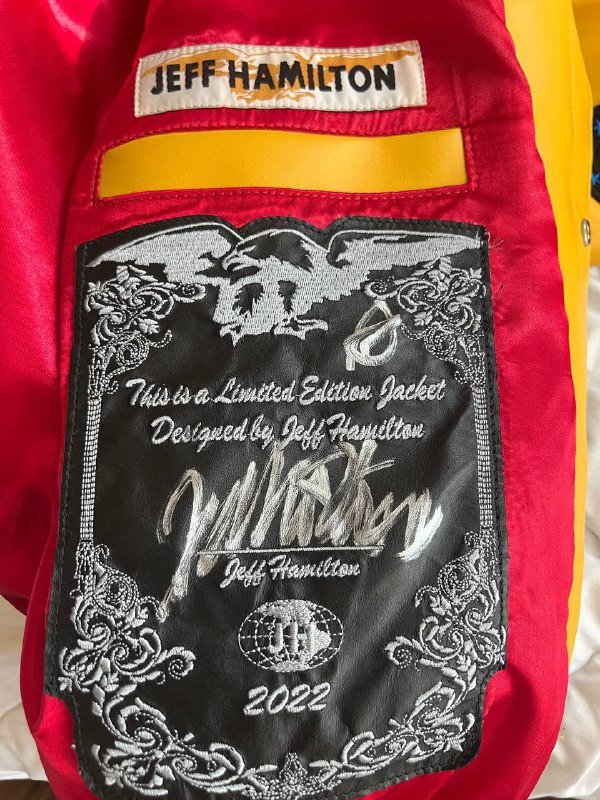 JEFF HAMILTON
This is a Limited Edition Jacket
Designed by Jeff Hamilton
Jeff Hamilton
JH
2022